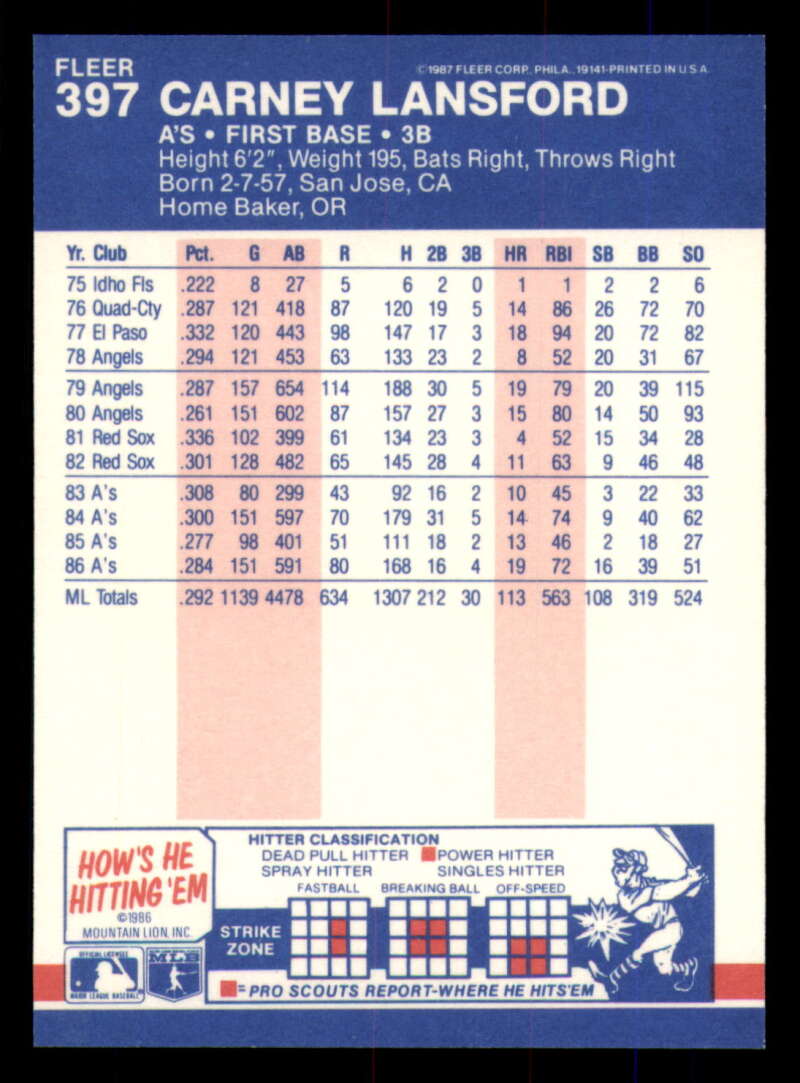 FLEER
©1987 FLEER CORP., PHILA., 19141-PRINTED IN U.S.A.
397 CARNEY LANSFORD
A'S • FIRST BASE • 3B
Height 6'2", Weight 195, Bats Right, Throws Right
Born 2-7-57, San Jose, CA
Home Baker, OR
Yr. Club Pct. G AB R H 2B 3B HR RBI SB BB SO
75 Idho Fls .222 8 27 5 6 2 0 1 1 2 2 6
76 Quad-Cty .287 121 418 87 120 19 5 14 86 26 72 70
77 El Paso .332 120 443 98 147 17 3 18 94 20 72 82
78 Angels .294 121 453 63 133 23 2 8 52 20 31 67
79 Angels .287 157 654 114 188 30 5 19 79 20 39 115
80 Angels .261 151 602 87 157 27 3 15 80 14 50 93
81 Red Sox .336 102 399 61 134 23 3 4 52 15 34 28
82 Red Sox .301 128 482 65 145 28 4 11 63 9 46 48
83 A's .308 80 299 43 92 16 2 10 45 3 22 33
84 A's .300 151 597 70 179 31 5 14 74 9 40 62
85 A's .277 98 401 51 111 18 2 13 46 2 18 27
86 A's .284 151 591 80 168 16 4 19 72 16 39 51
ML Totals .292 1139 4478 634 1307 212 30 113 563 108 319 524
HOW'S HE
HITTING 'EM
©1986
MOUNTAIN LION, INC.
HITTER CLASSIFICATION
DEAD PULL HITTER POWER HITTER
SPRAY HITTER SINGLES HITTER
FASTBALL BREAKING BALL OFF-SPEED
STRIKE
ZONE
=PRO SCOUTS REPORT-WHERE HE HITS'EM
OFFICIAL LICENSEE
MAJOR LEAGUE BASEBALL
MLB